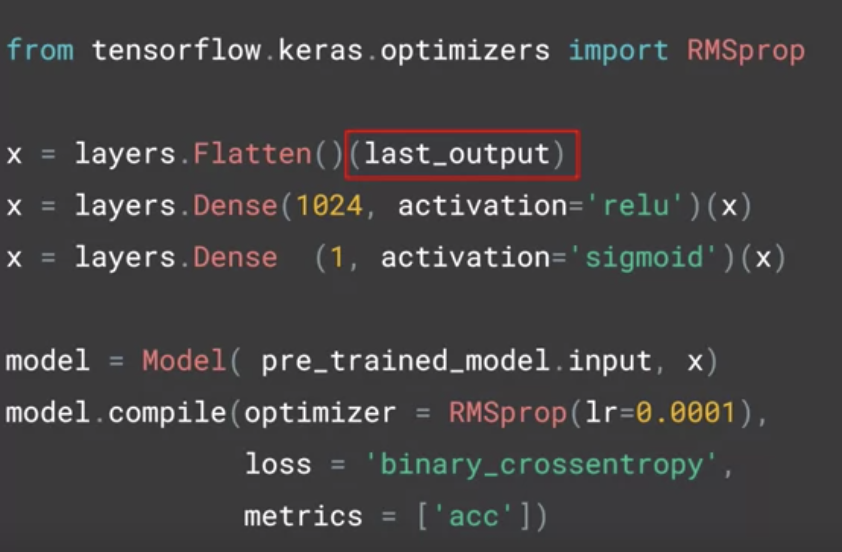 from tensorflow.keras.optimizers import RMSprop
x = layers.Flatten()(last_output)
x = layers.Dense(1024, activation='relu')(x)
x = layers.Dense  (1, activation='sigmoid')(x)
model = Model( pre_trained_model.input, x)
model.compile(optimizer = RMSprop(lr=0.0001),
loss = 'binary_crossentropy',
metrics = ['acc'])